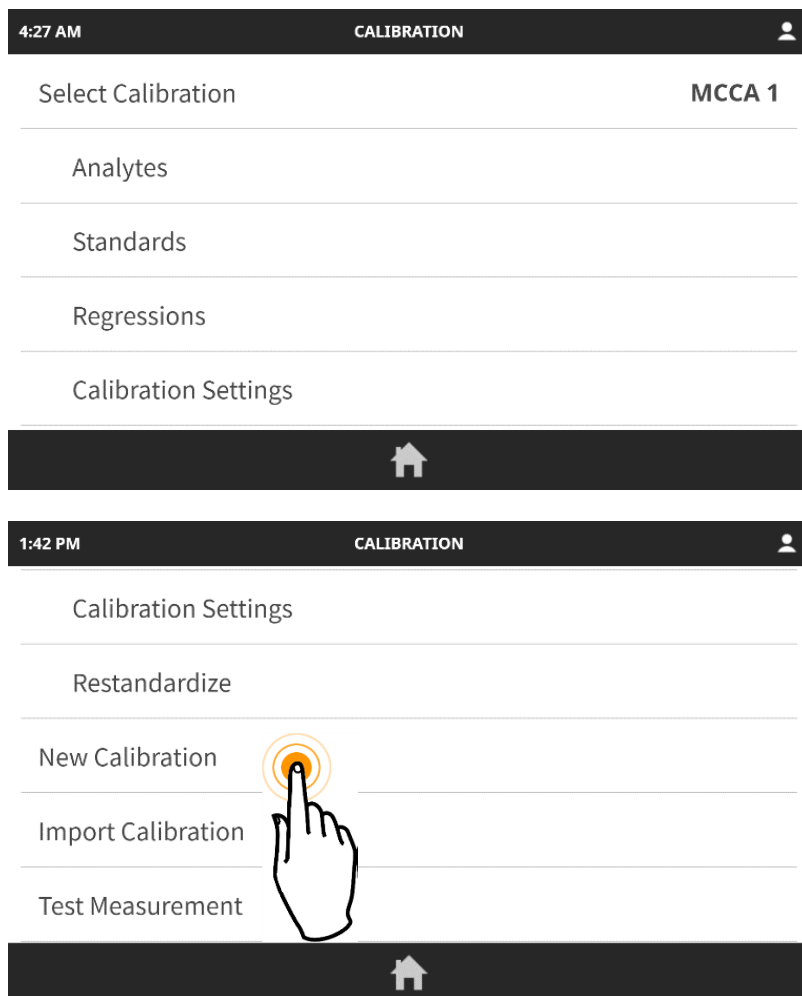 4:27 AM CALIBRATION
Select Calibration MCCA 1
Analytes
Standards
Regressions
Calibration Settings
1:42 PM CALIBRATION
Calibration Settings
Restandardize
New Calibration
Import Calibration
Test Measurement